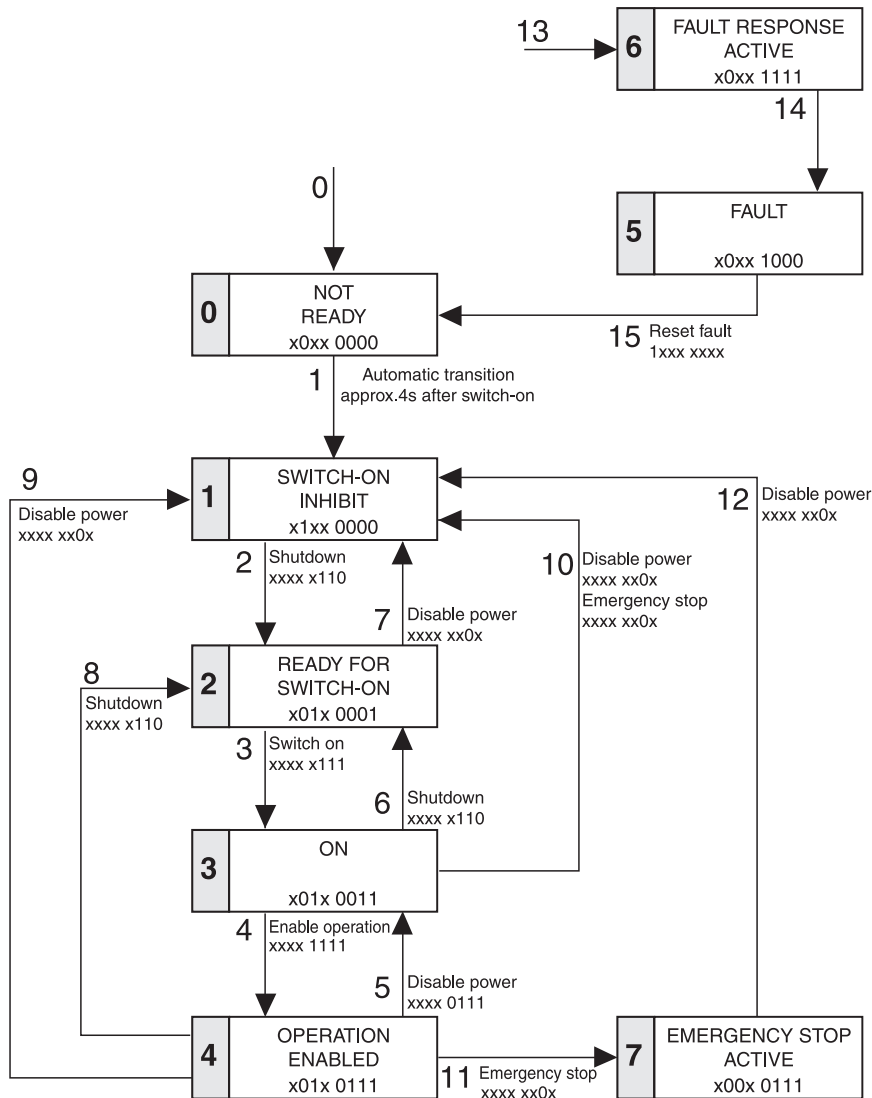 13
6
FAULT RESPONSE
ACTIVE
x0xx 1111
14
0
5
FAULT
x0xx 1000
0
NOT
READY
x0xx 0000
15 Reset fault
1xxx xxxx
1
Automatic transition
approx.4s after switch-on
9
Disable power
xxxx xx0x
1
SWITCH-ON
INHIBIT
x1xx 0000
12 Disable power
xxxx xx0x
2 Shutdown
xxxx x110
7 Disable power
xxxx xx0x
10 Disable power
xxxx xx0x
Emergency stop
xxxx xx0x
8
Shutdown
xxxx x110
2
READY FOR
SWITCH-ON
x01x 0001
3 Switch on
xxxx x111
6 Shutdown
xxxx x110
3
ON
x01x 0011
4 Enable operation
xxxx 1111
5 Disable power
xxxx 0111
4
OPERATION
ENABLED
x01x 0111
11 Emergency stop
xxxx xx0x
7
EMERGENCY STOP
ACTIVE
x00x 0111